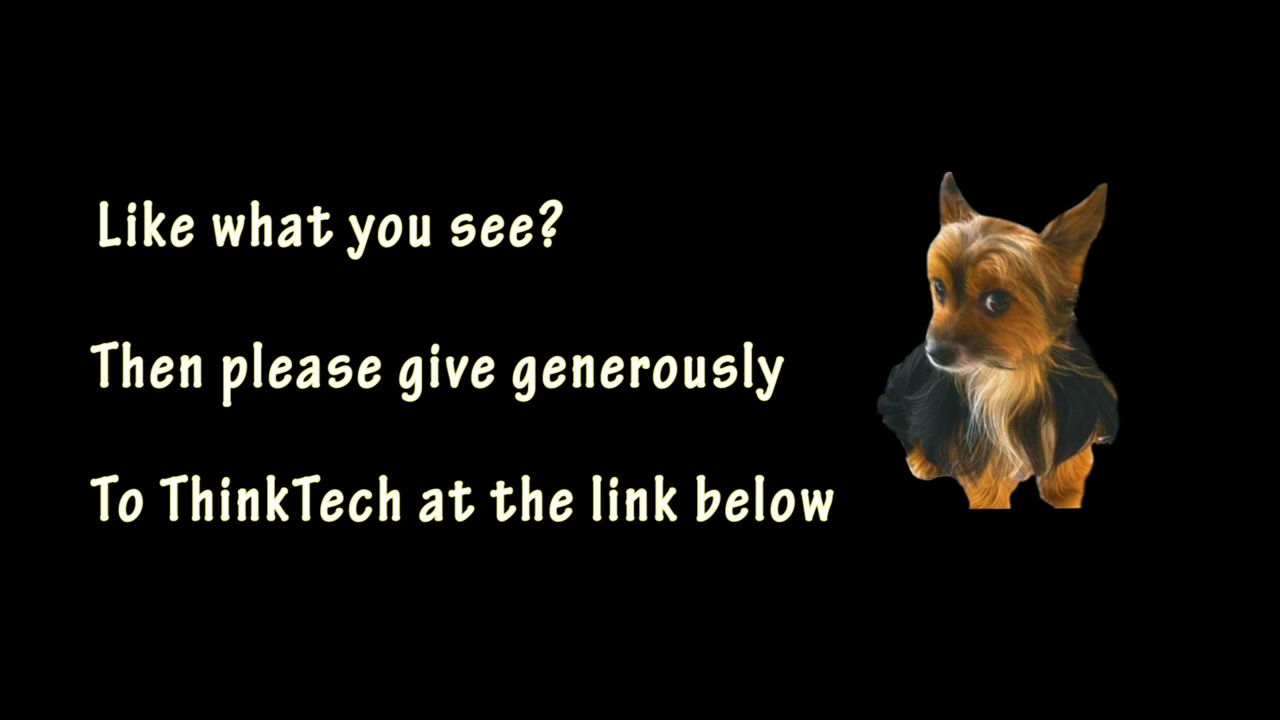 Like what you see?
Then please give generously
To ThinkTech at the link below